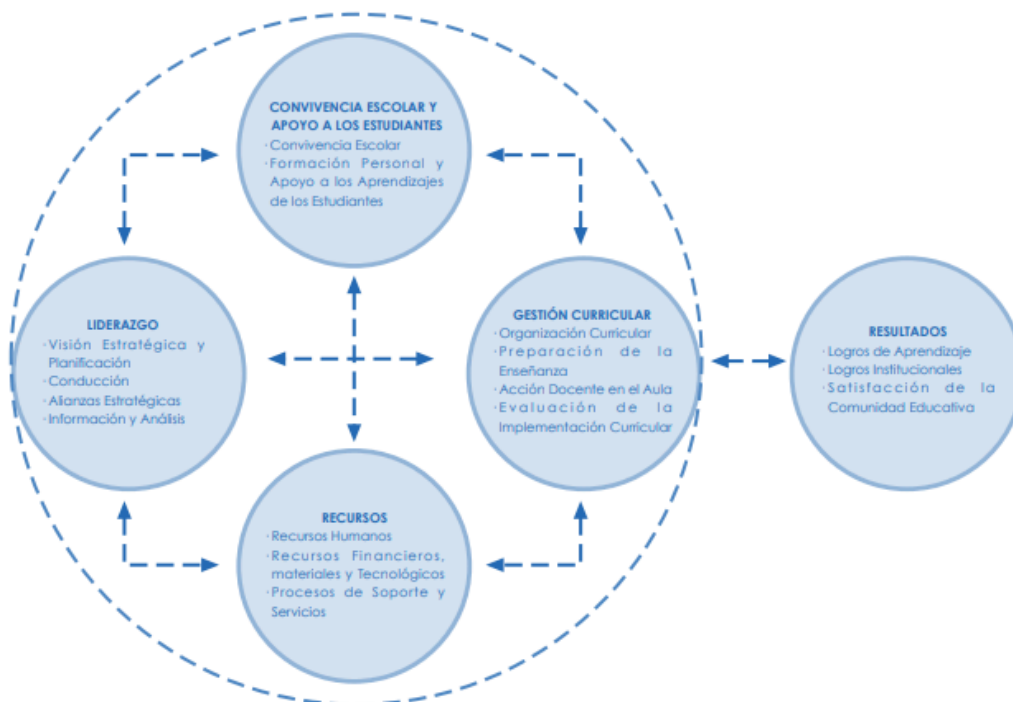 CONVIVENCIA ESCOLAR Y
APOYO A LOS ESTUDIANTES
·Convivencia Escolar
·Formación Personal y
Apoyo a los Aprendizajes
de los Estudiantes
LIDERAZGO
·Visión Estratégica y
Planificación
·Conducción
·Alianzas Estratégicas
·Información y Análisis
GESTIÓN CURRICULAR
·Organización Curricular
·Preparación de la
Enseñanza
·Acción Docente en el Aula
·Evaluación de la
Implementación Curricular
RESULTADOS
·Logros de Aprendizaje
·Logros Institucionales
·Satisfacción de la
Comunidad Educativa
RECURSOS
·Recursos Humanos
·Recursos Financieros,
materiales y Tecnológicos
·Procesos de Soporte y
Servicios